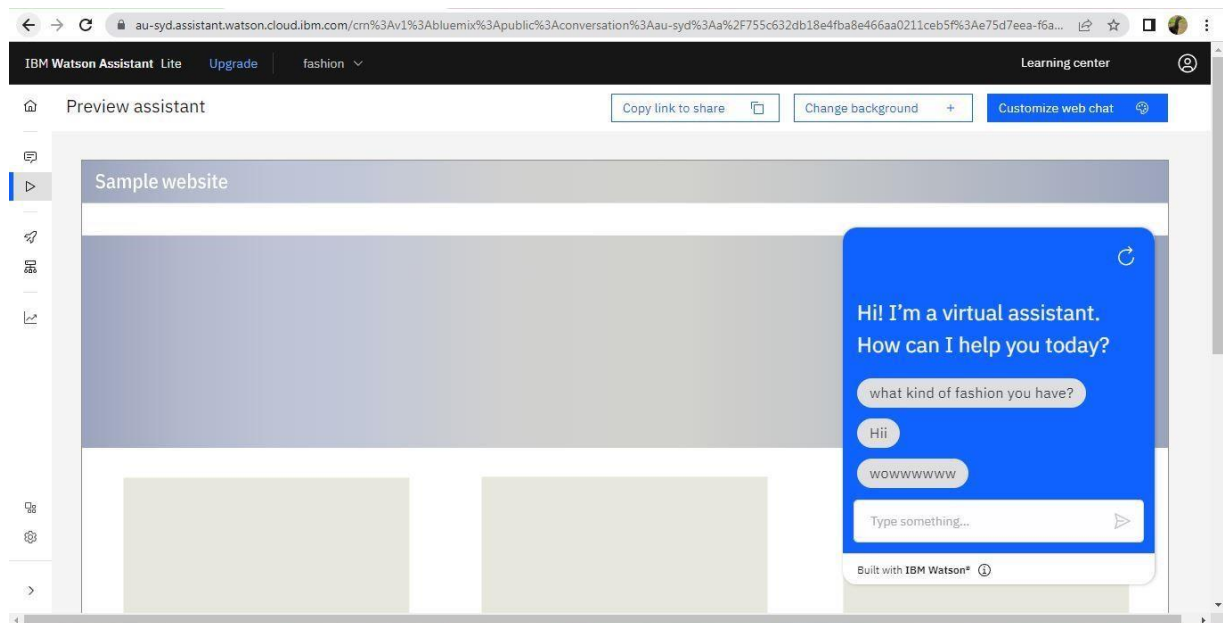 au-syd.assistant.watson.cloud.ibm.com/crn%3Av1%3Abluemix%3Apublic%3Aconversation%3Aau-syd%3Aa%2F755c632db18e4fba8e466aa0211ceb5f%3Ae75d7eea-f6a...
IBM Watson Assistant Lite Upgrade fashion Learning center
Preview assistant Copy link to share Change background + Customize web chat
Sample website
Hi! I'm a virtual assistant.
How can I help you today?
what kind of fashion you have?
Hii
wowwwwww
Type something...
Built with IBM Watson®